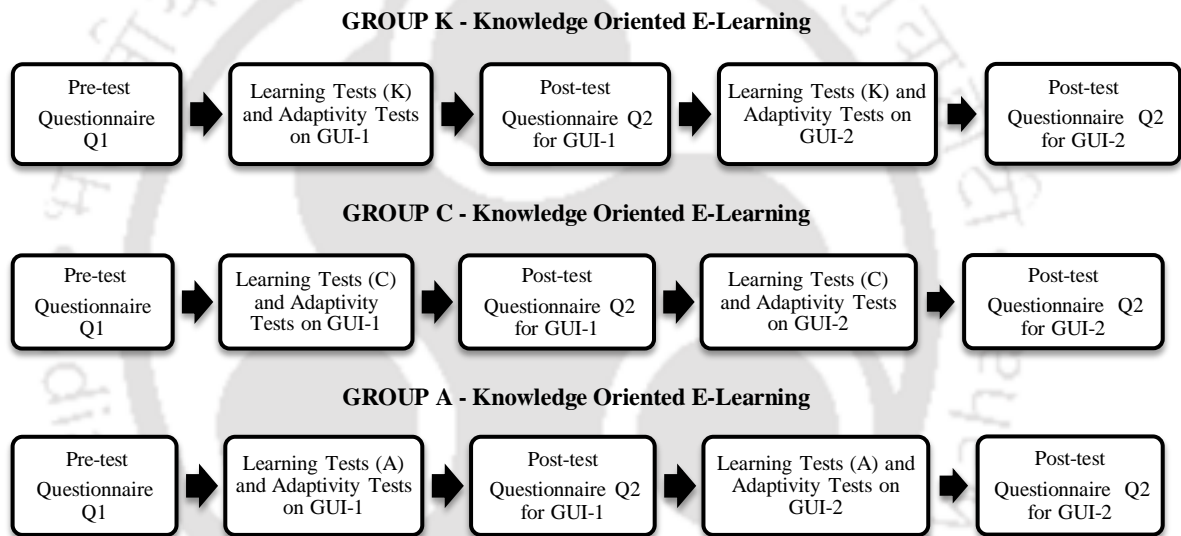 GROUP K - Knowledge Oriented E-Learning
Pre-test
Questionnaire
Q1
Learning Tests (K)
and Adaptivity Tests
on GUI-1
Post-test
Questionnaire Q2
for GUI-1
Learning Tests (K) and
Adaptivity Tests on
GUI-2
Post-test
Questionnaire Q2
for GUI-2
GROUP C - Knowledge Oriented E-Learning
Pre-test
Questionnaire
Q1
Learning Tests (C)
and Adaptivity
Tests on GUI-1
Post-test
Questionnaire Q2
for GUI-1
Learning Tests (C)
and Adaptivity Tests
on GUI-2
Post-test
Questionnaire Q2
for GUI-2
GROUP A - Knowledge Oriented E-Learning
Pre-test
Questionnaire
Q1
Learning Tests (A)
and Adaptivity Tests
on GUI-1
Post-test
Questionnaire Q2
for GUI-1
Learning Tests (A) and
Adaptivity Tests on
GUI-2
Post-test
Questionnaire Q2
for GUI-2